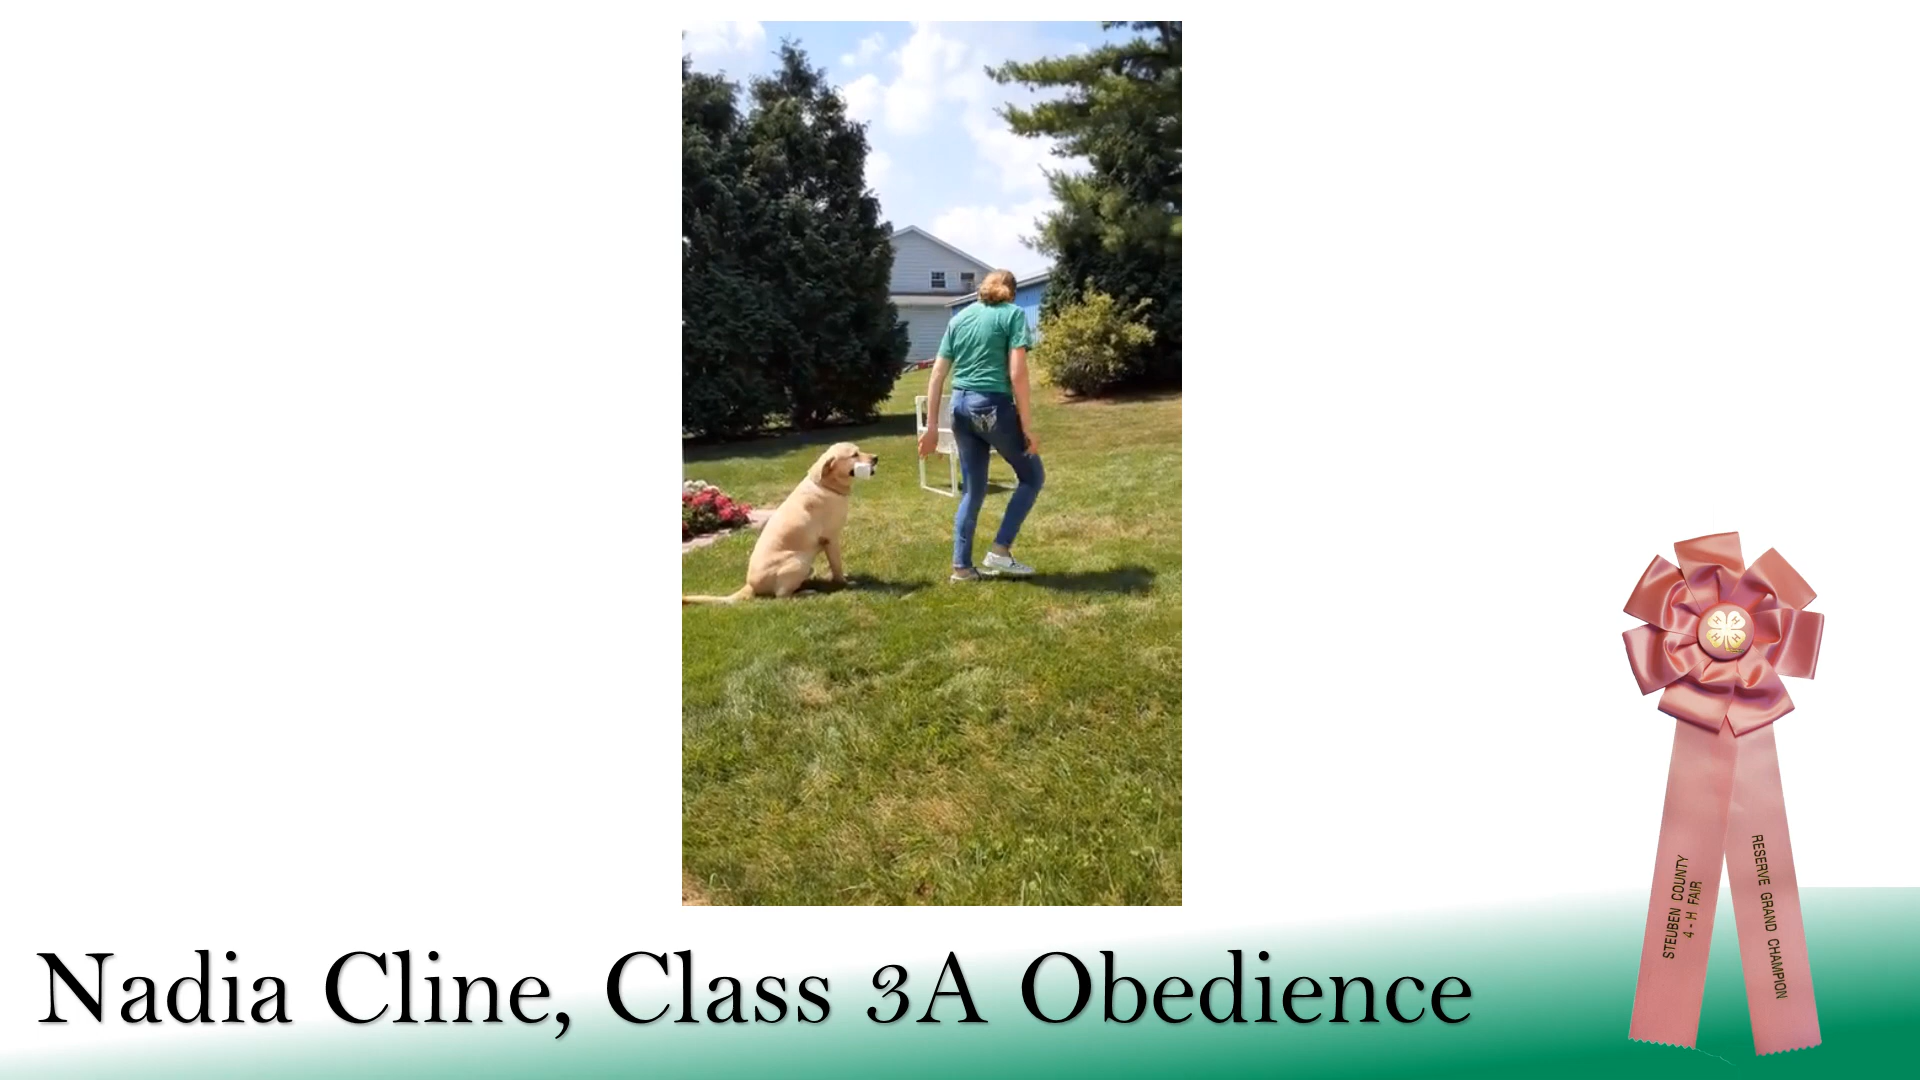 Nadia Cline, Class 3A Obedience
STEUBEN COUNTY
4-H FAIR
RESERVE GRAND CHAMPION
H H
H H